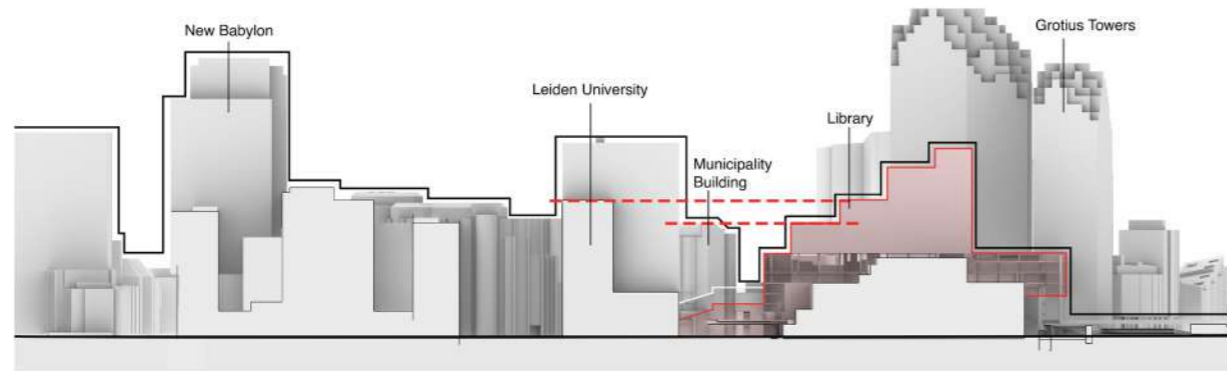 New Babylon
Leiden University
Municipality
Building
Library
Grotius Towers